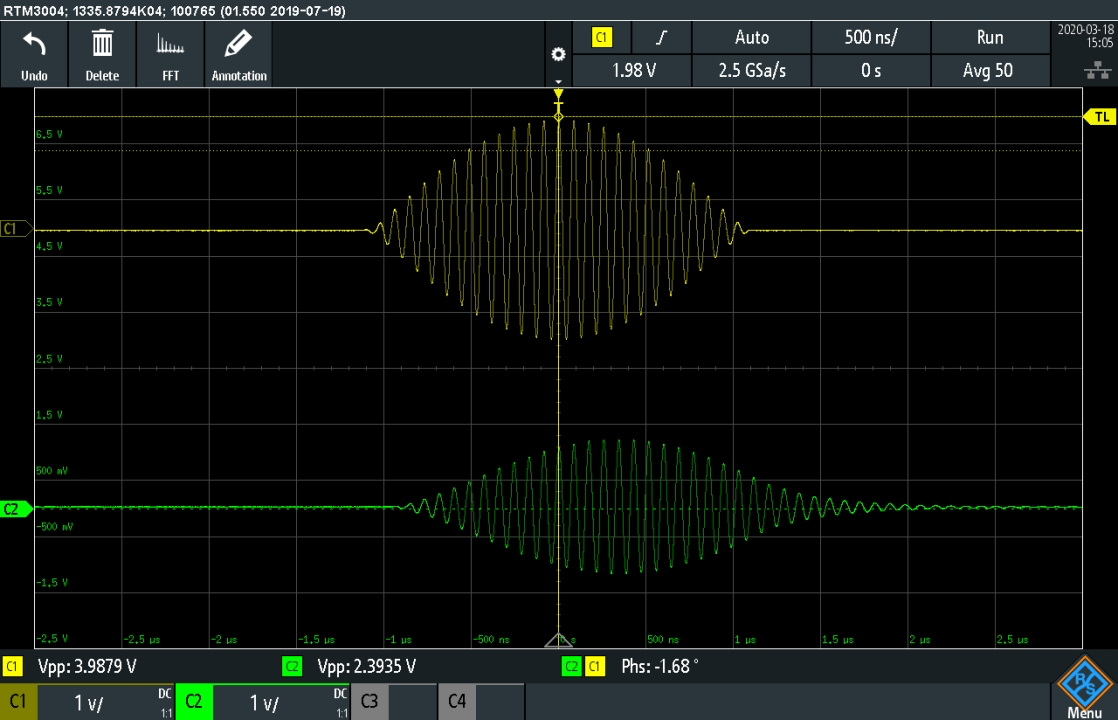 RTM3004; 1335.8794K04; 100765 (01.550 2019-07-19)
Undo Delete FFT Annotation
C1 Auto 500 ns/ Run
1.98 V 2.5 GSa/s 0 s Avg 50
2020-03-18
15:05
T
TL
6.5 V
5.5 V
C1
4.5 V
3.5 V
2.5 V
1.5 V
500 mV
C2
-500 mV
-1.5 V
-2.5 V -2.5 µs -2 µs -1.5 µs -1 µs -500 ns 0 s 500 ns 1 µs 1.5 µs 2 µs 2.5 µs
C1 Vpp: 3.9879 V C2 Vpp: 2.3935 V C2 C1 Phs: -1.68 °
C1 1 V/ DC 1:1 C2 1 V/ DC 1:1 C3 C4
R&S
Menu